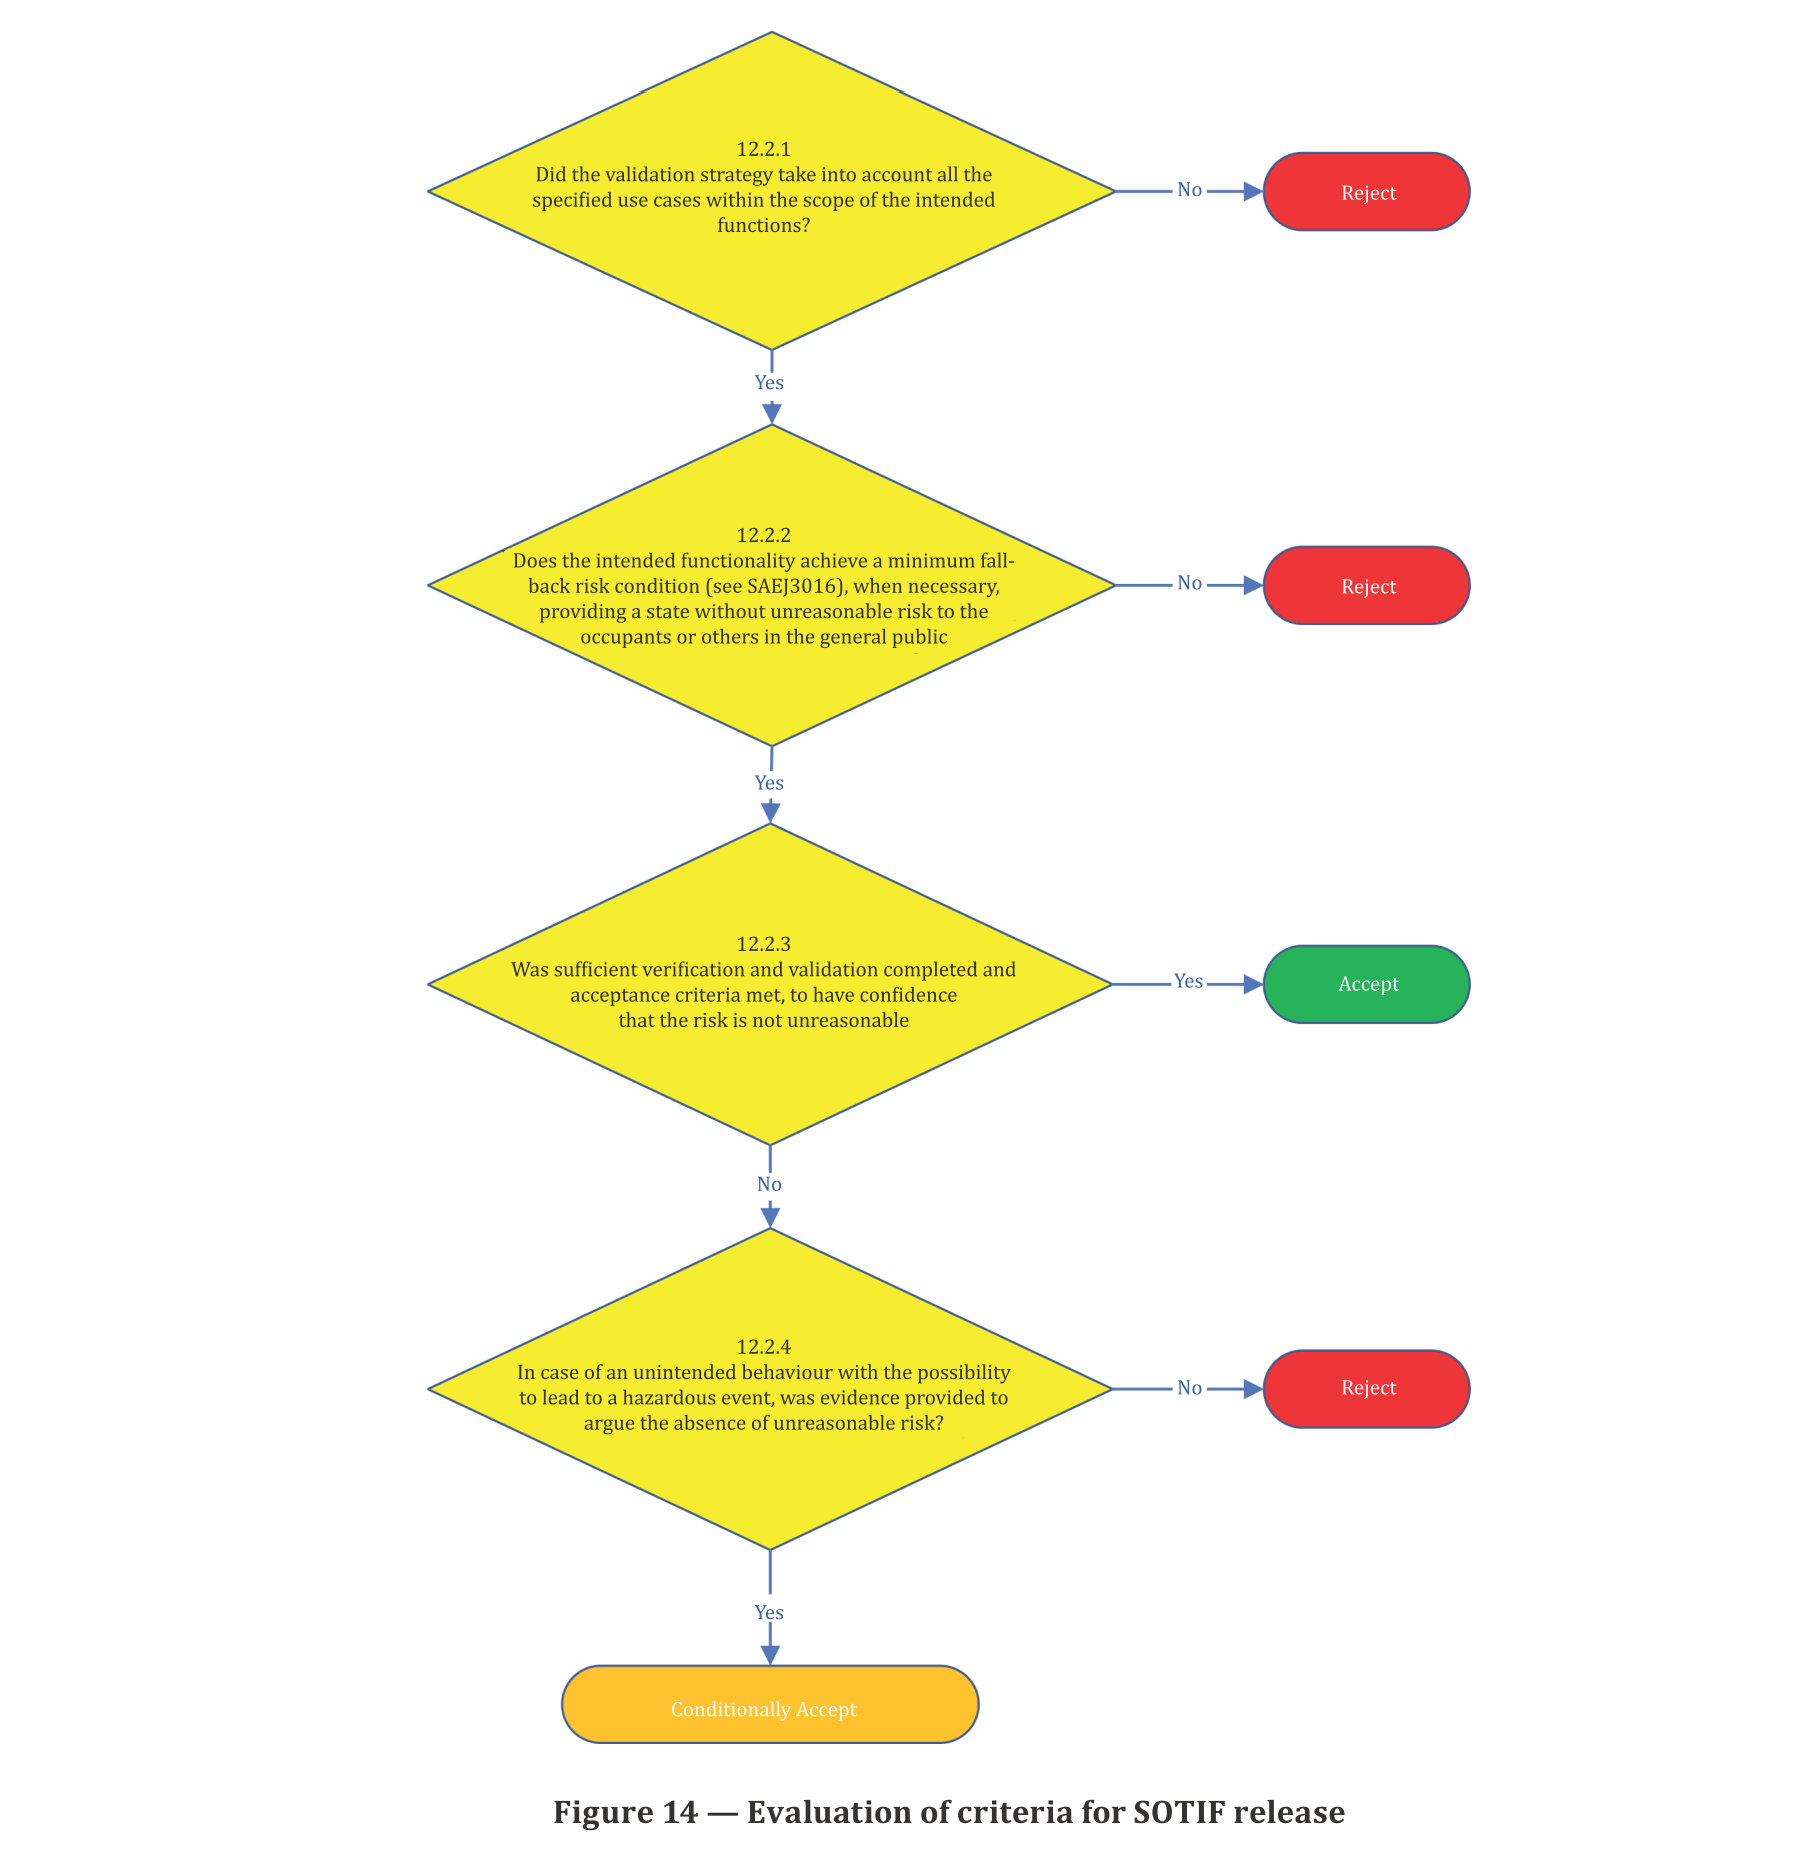 12.2.1
Did the validation strategy take into account all the
specified use cases within the scope of the intended
functions?
No
Reject
Yes
12.2.2
Does the intended functionality achieve a minimum fall-
back risk condition (see SAEJ3016), when necessary,
providing a state without unreasonable risk to the
occupants or others in the general public
No
Reject
Yes
12.2.3
Was sufficient verification and validation completed and
acceptance criteria met, to have confidence
that the risk is not unreasonable
Yes
Accept
No
12.2.4
In case of an unintended behaviour with the possibility
to lead to a hazardous event, was evidence provided to
argue the absence of unreasonable risk?
No
Reject
Yes
Conditionally Accept
Figure 14 — Evaluation of criteria for SOTIF release